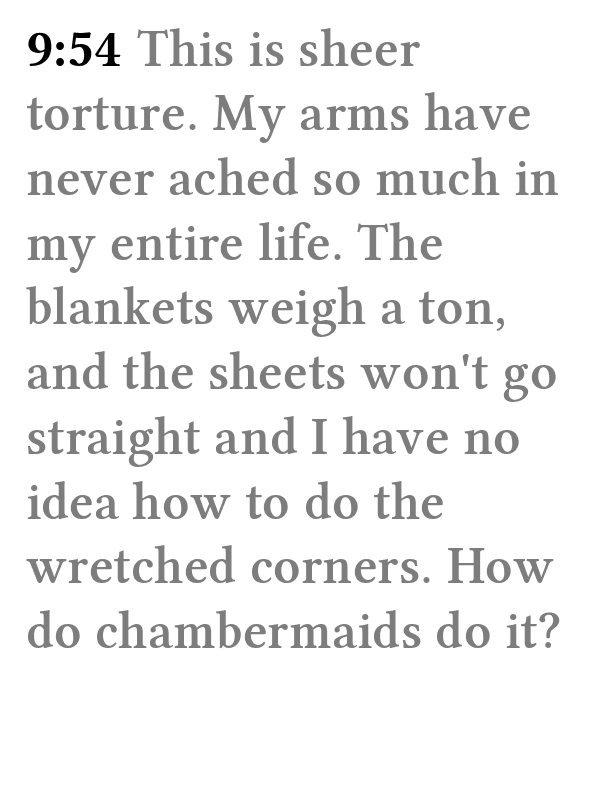 9:54 This is sheer
torture. My arms have
never ached so much in
my entire life. The
blankets weigh a ton,
and the sheets won't go
straight and I have no
idea how to do the
wretched corners. How
do chambermaids do it?